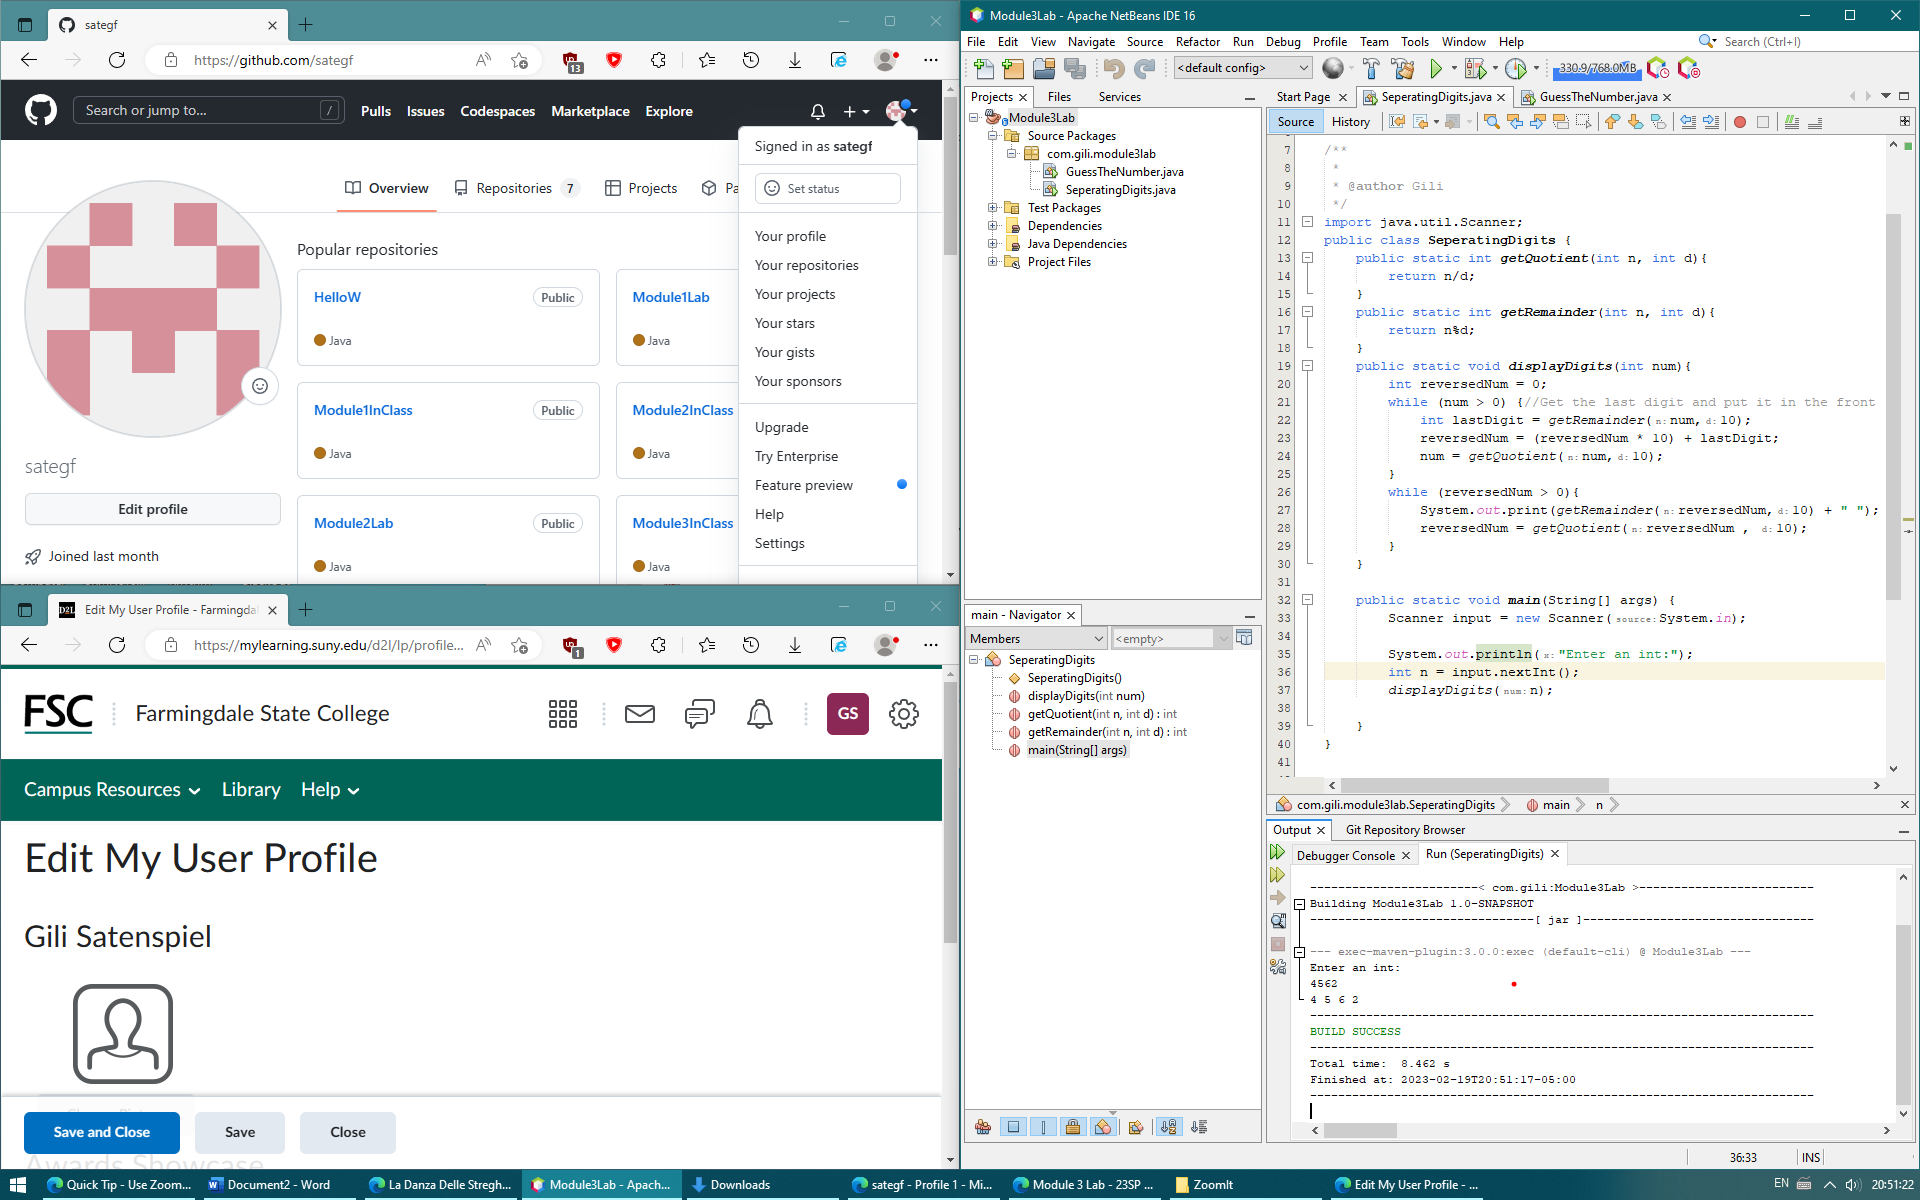 sategf
https://github.com/sategf
13
Search or jump to...
/
Pulls
Issues
Codespaces
Marketplace
Explore
Signed in as sategf
Set status
Overview
Repositories 7
Projects
Your profile
Your repositories
Your projects
Your stars
Your gists
Your sponsors
Upgrade
Try Enterprise
Feature preview
Help
Settings
Popular repositories
HelloW
Public
Java
Module1Lab
Java
Module1InClass
Public
Java
Module2InClass
Java
Module2Lab
Public
Java
Module3InClass
Java
sategf
Edit profile
Joined last month
Edit My User Profile - Farmingda
https://mylearning.suny.edu/d2l/lp/profile...
1
FSC
Farmingdale State College
GS
Campus Resources
Library
Help
Edit My User Profile
Gili Satenspiel
Save and Close
Save
Close
Awards Showcase
Module3Lab - Apache NetBeans IDE 16
File Edit View Navigate Source Refactor Run Debug Profile Team Tools Window Help
Search (Ctrl+I)
<default config>
330.9/768.0MB
Projects
Files
Services
Module3Lab
Source Packages
com.gili.module3lab
GuessTheNumber.java
SeperatingDigits.java
Test Packages
Dependencies
Java Dependencies
Project Files
main - Navigator
Members
<empty>
SeperatingDigits
SeperatingDigits()
displayDigits(int num)
getQuotient(int n, int d) : int
getRemainder(int n, int d) : int
main(String[] args)
Start Page
SeperatingDigits.java
GuessTheNumber.java
Source
History
7 /**
8 *
9 * @author Gili
10 */
11 import java.util.Scanner;
12 public class SeperatingDigits {
13 public static int getQuotient(int n, int d){
14 return n/d;
15 }
16 public static int getRemainder(int n, int d){
17 return n%d;
18 }
19 public static void displayDigits(int num){
20 int reversedNum = 0;
21 while (num > 0) {//Get the last digit and put it in the front
22 int lastDigit = getRemainder(n:num,d:10);
23 reversedNum = (reversedNum * 10) + lastDigit;
24 num = getQuotient(n:num,d:10);
25 }
26 while (reversedNum > 0){
27 System.out.print(getRemainder(n:reversedNum,d:10) + " ");
28 reversedNum = getQuotient(n:reversedNum , d:10);
29 }
30 }
31
32 public static void main(String[] args) {
33 Scanner input = new Scanner(source:System.in);
34
35 System.out.println(x:"Enter an int:");
36 int n = input.nextInt();
37 displayDigits(num:n);
38
39 }
40 }
41
com.gili.module3lab.SeperatingDigits
main
n
Output
Git Repository Browser
Debugger Console
Run (SeperatingDigits)
------------------------< com.gili:Module3Lab >-------------------------
Building Module3Lab 1.0-SNAPSHOT
--------------------------------[ jar ]---------------------------------
--- exec-maven-plugin:3.0.0:exec (default-cli) @ Module3Lab ---
Enter an int:
4562
4 5 6 2
------------------------------------------------------------------------
BUILD SUCCESS
------------------------------------------------------------------------
Total time: 8.462 s
Finished at: 2023-02-19T20:51:17-05:00
------------------------------------------------------------------------
36:33
INS
Quick Tip - Use Zoom...
Document2 - Word
La Danza Delle Stregh...
Module3Lab - Apach...
Downloads
sategf - Profile 1 - Mi...
Module 3 Lab - 23SP ...
ZoomIt
Edit My User Profile - ...
EN
20:51:22